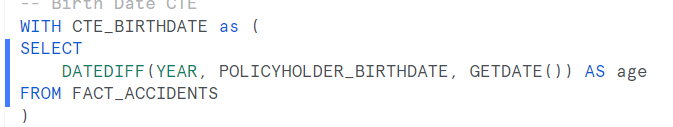 -- Birth Date CTE
WITH CTE_BIRTHDATE as (
SELECT
    DATEDIFF(YEAR, POLICYHOLDER_BIRTHDATE, GETDATE()) AS age
FROM FACT_ACCIDENTS
)